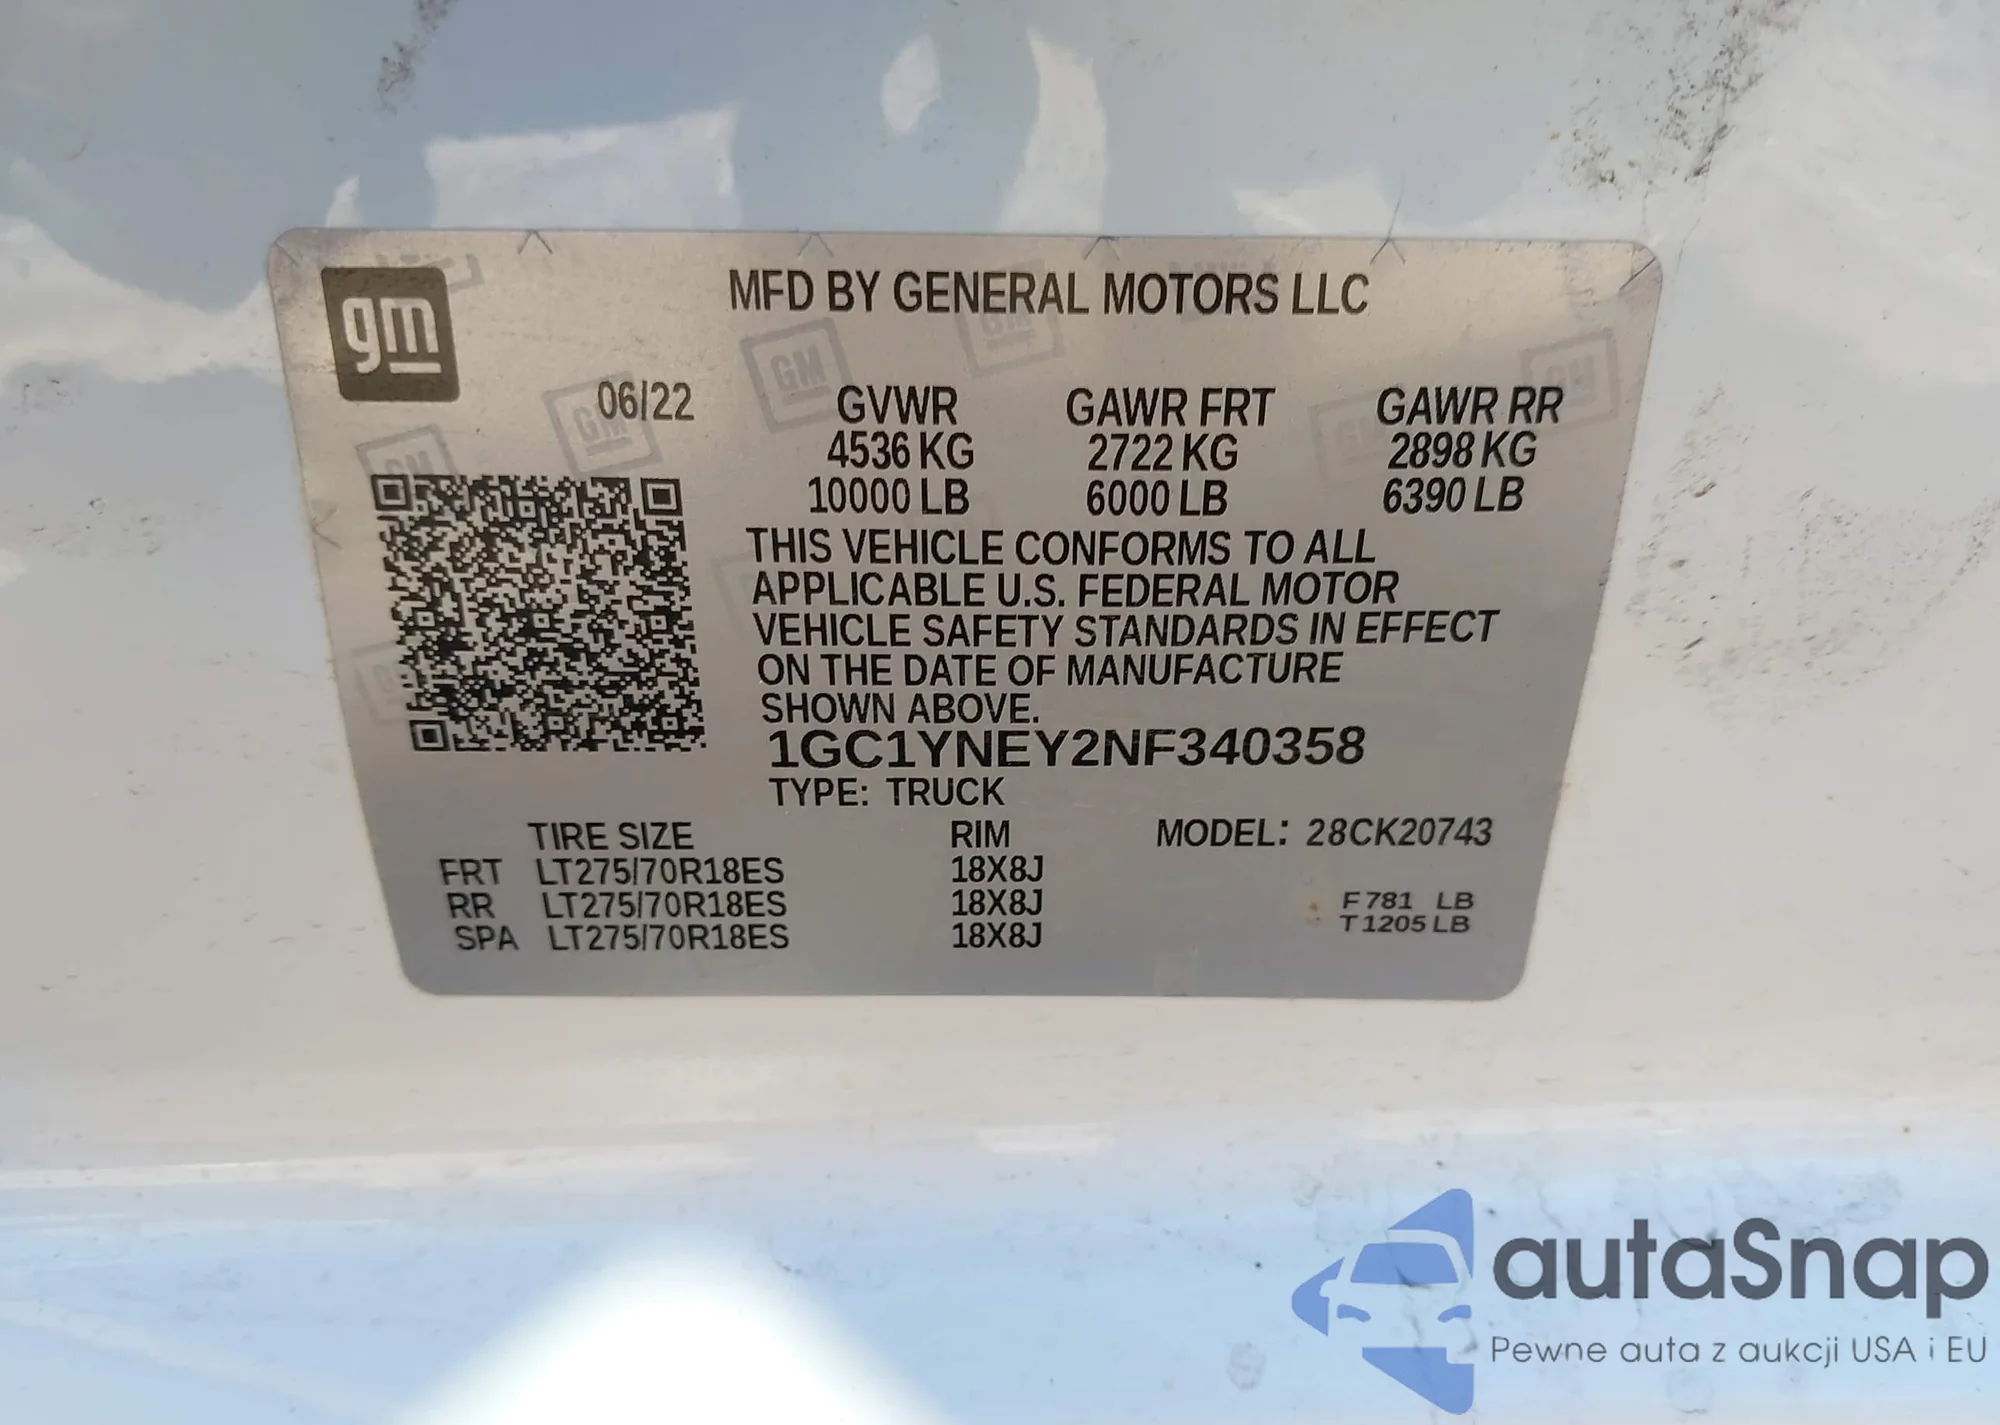 gm
MFD BY GENERAL MOTORS LLC
06/22
GVWR GAWR FRT GAWR RR
4536 KG 2722 KG 2898 KG
10000 LB 6000 LB 6390 LB
THIS VEHICLE CONFORMS TO ALL
APPLICABLE U.S. FEDERAL MOTOR
VEHICLE SAFETY STANDARDS IN EFFECT
ON THE DATE OF MANUFACTURE
SHOWN ABOVE.
1GC1YNEY2NF340358
TYPE: TRUCK
TIRE SIZE RIM MODEL: 28CK20743
FRT LT275/70R18ES 18X8J
RR LT275/70R18ES 18X8J
SPA LT275/70R18ES 18X8J
F 781 LB
T 1205 LB
autaSnap
Pewne auta z aukcji USA i EU